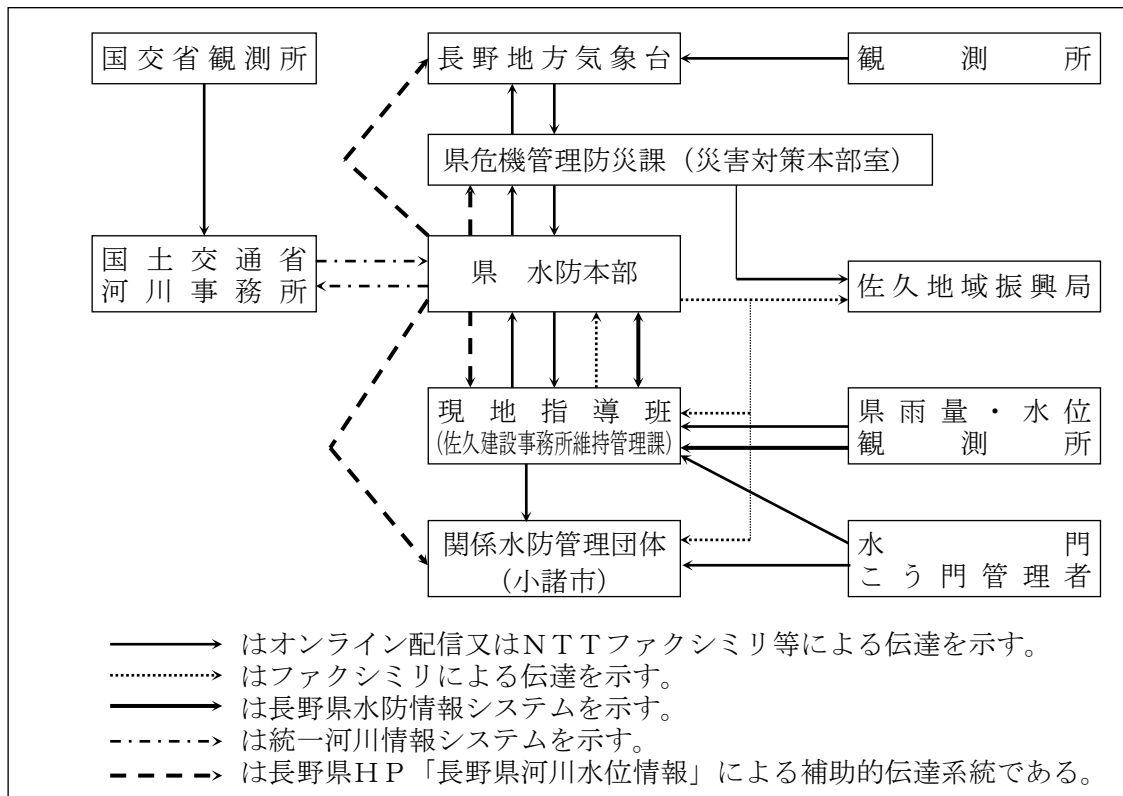 国交省観測所
長野地方気象台
観測所
県危機管理防災課（災害対策本部室）
国土交通省
河川事務所
県　水防本部
佐久地域振興局
現地指導班
(佐久建設事務所維持管理課)
県雨量・水位
観測所
関係水防管理団体
（小諸市）
水門
こう門管理者
はオンライン配信又はＮＴＴファクシミリ等による伝達を示す。
はファクシミリによる伝達を示す。
は長野県水防情報システムを示す。
は統一河川情報システムを示す。
は長野県ＨＰ「長野県河川水位情報」による補助的伝達系統である。